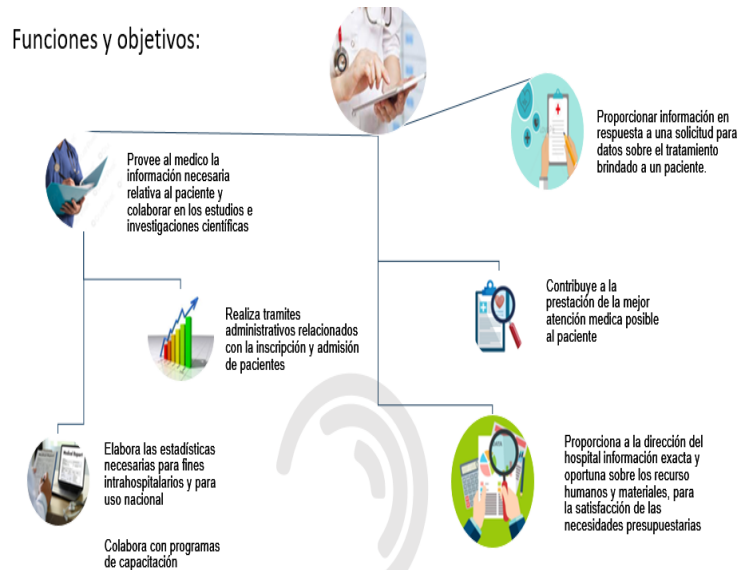 Funciones y objetivos:
Proporcionar información en
respuesta a una solicitud para
datos sobre el tratamiento
brindado a un paciente.
Provee al medico la
información necesaria
relativa al paciente y
colaborar en los estudios e
investigaciones científicas
Contribuye a la
prestación de la mejor
atención medica posible
al paciente
Realiza tramites
administrativos relacionados
con la inscripción y admisión
de pacientes
Proporciona a la dirección del
hospital información exacta y
oportuna sobre los recurso
humanos y materiales, para
la satisfacción de las
necesidades presupuestarias
Elabora las estadísticas
necesarias para fines
intrahospitalarios y para
uso nacional
Medical Report
Colabora con programas
de capacitación